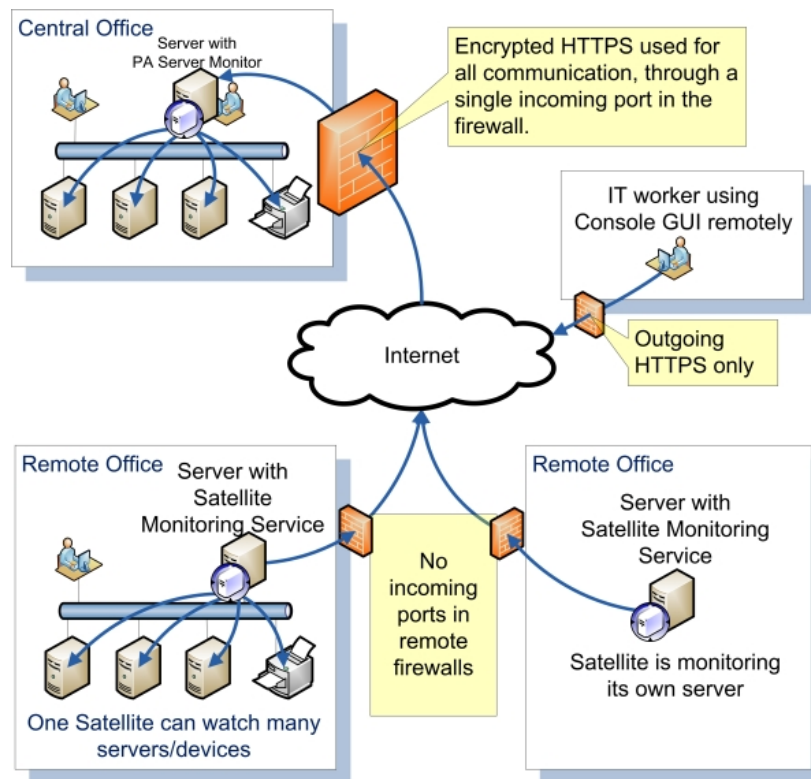 Central Office
Server with
PA Server Monitor
Encrypted HTTPS used for
all communication, through a
single incoming port in the
firewall.
IT worker using
Console GUI remotely
Outgoing
HTTPS only
Internet
Remote Office
Server with
Satellite
Monitoring Service
One Satellite can watch many
servers/devices
No
incoming
ports in
remote
firewalls
Remote Office
Server with
Satellite Monitoring
Service
Satellite is monitoring
its own server